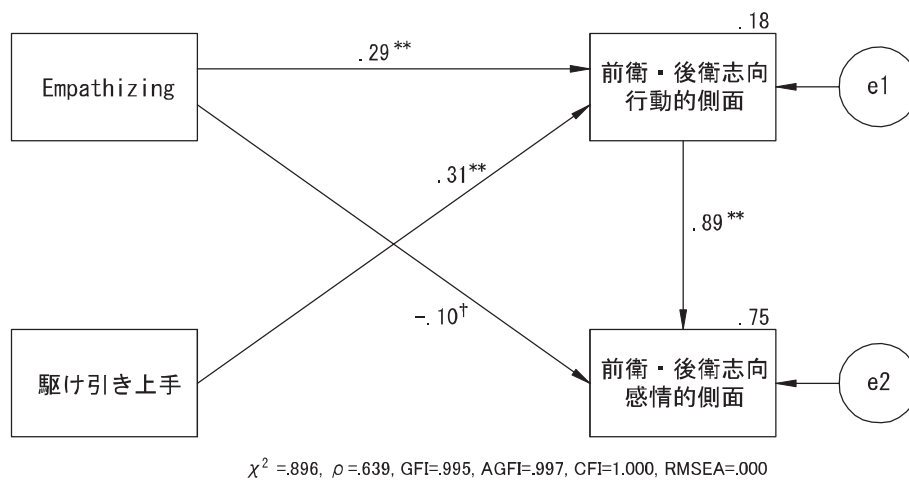 .18
.29**
Empathizing
前衛・後衛志向
行動的側面
e1
.31**
.89**
-.10†
.75
駆け引き上手
前衛・後衛志向
感情的側面
e2
χ²=.896, ρ=.639, GFI=.995, AGFI=.997, CFI=1.000, RMSEA=.000